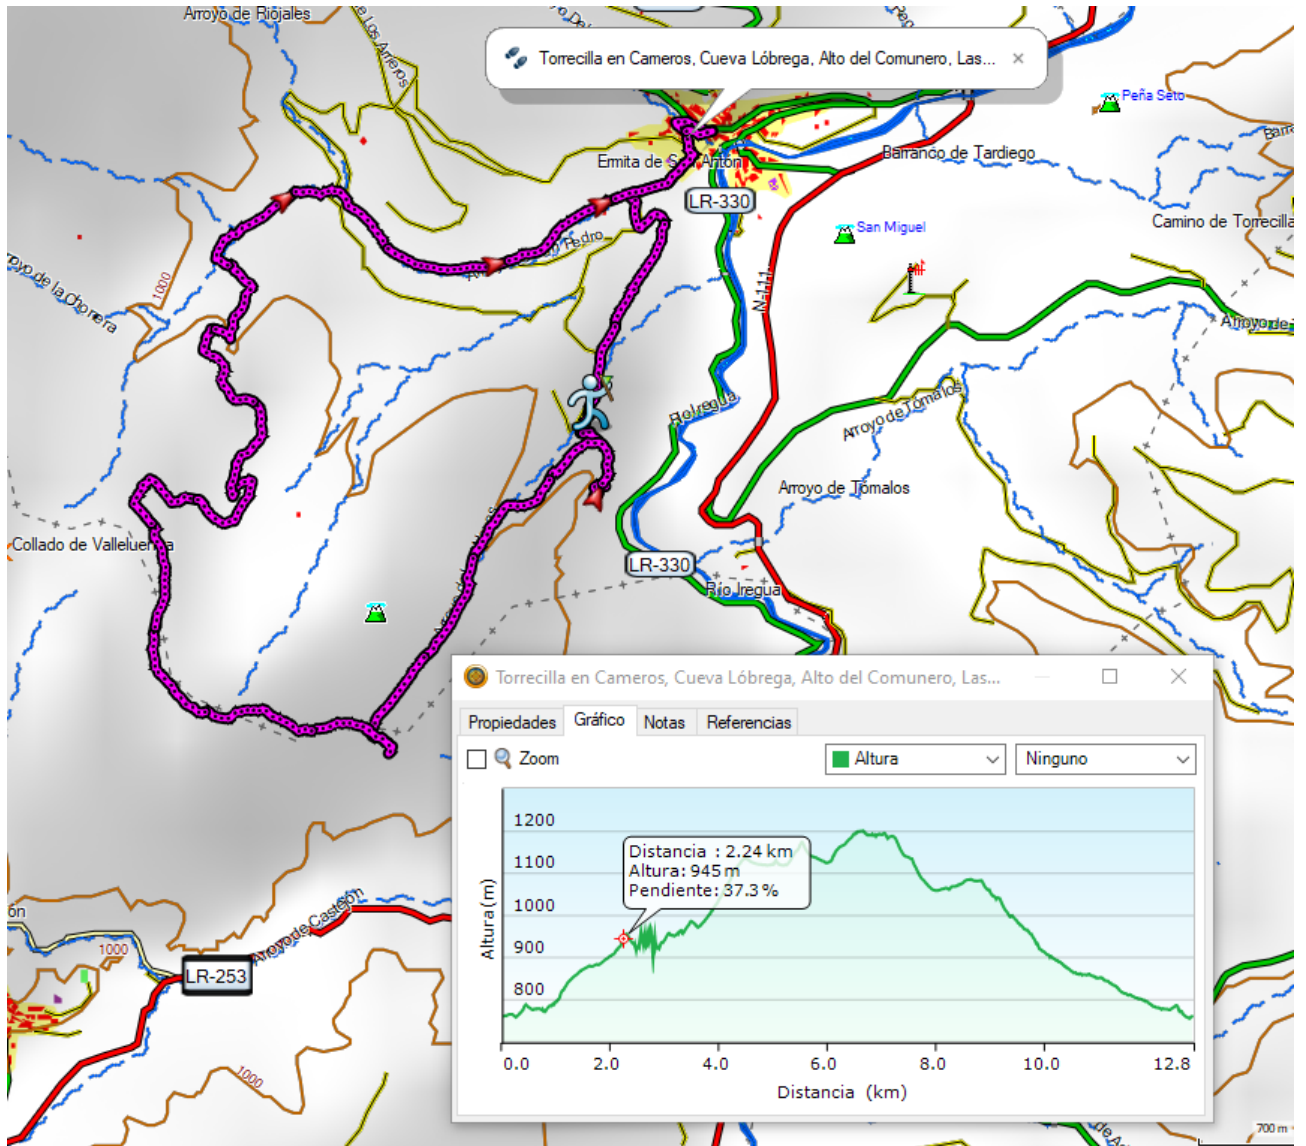 Arroyo de Riojales
Torrecilla en Cameros, Cueva Lóbrega, Alto del Comunero, Las...
Peña Seto
Ermita de San Antón
Barranco de Tardiego
LR-330
San Miguel
Camino de Torrecilla
N-111
1000
Arroyo de
Río Iregua
Arroyo de Tómalos
Arroyo de Tómalos
Collado de Valleluenga
LR-330
Río Iregua
Torrecilla en Cameros, Cueva Lóbrega, Alto del Comunero, Las...
Propiedades Gráfico Notas Referencias
Zoom
Altura
Ninguno
Distancia : 2.24 km
Altura: 945 m
Pendiente: 37.3 %
1200
1100
1000
900
800
Altura (m)
0.0 2.0 4.0 6.0 8.0 10.0 12.8
Distancia (km)
Arroyo de Castejón
1000
LR-253
1000
700 m